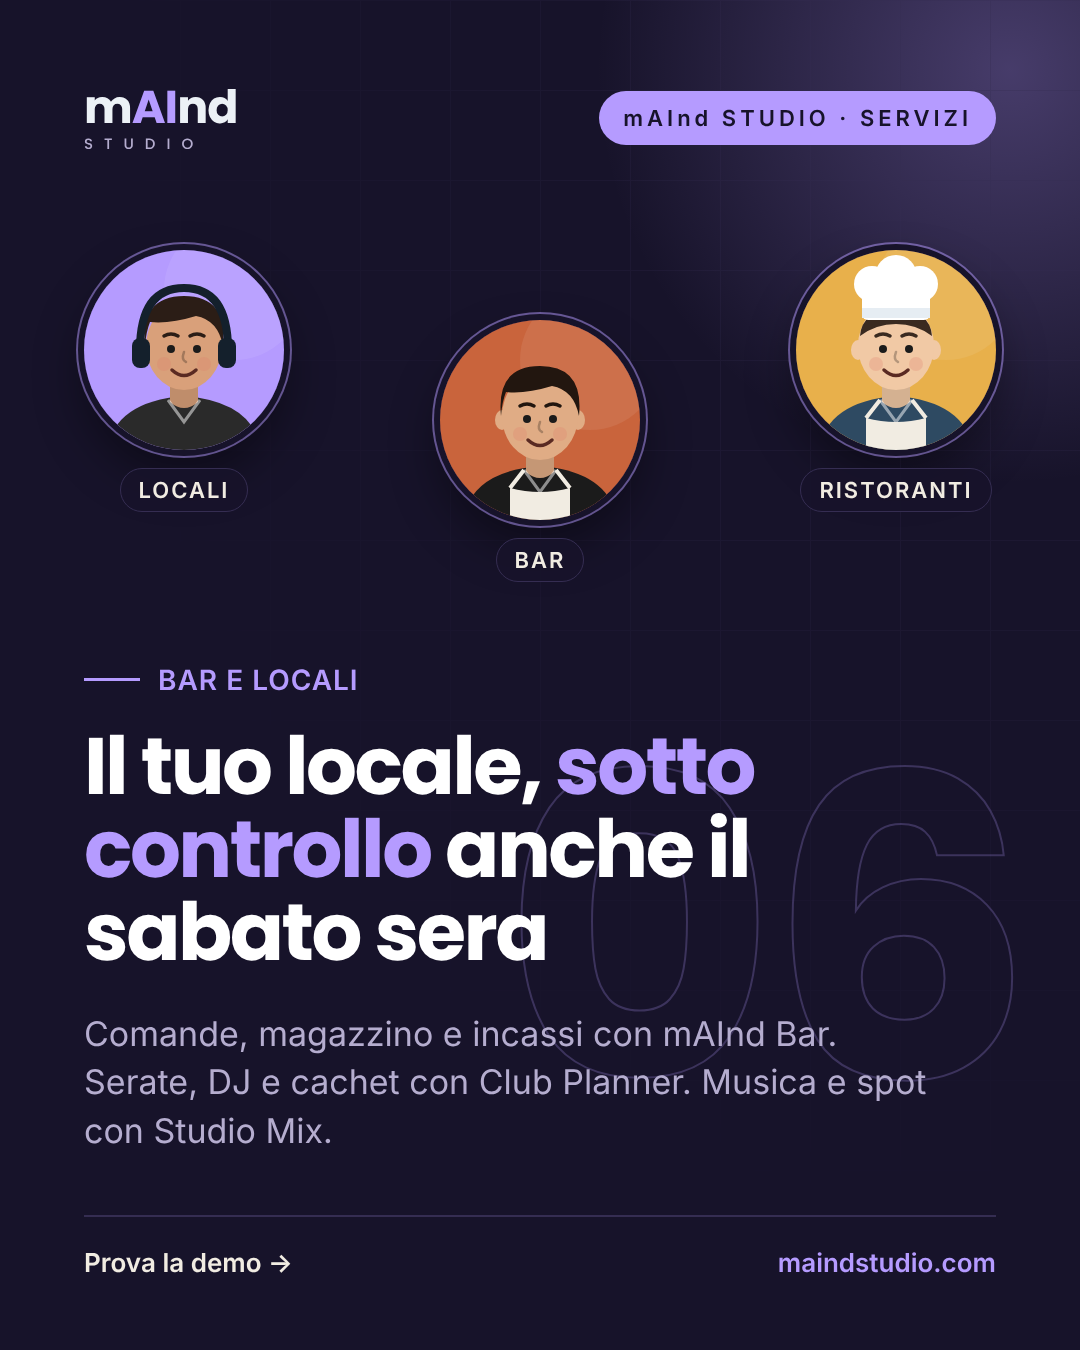 mAInd
STUDIO
mAInd STUDIO · SERVIZI
LOCALI
BAR
RISTORANTI
BAR E LOCALI
Il tuo locale, sotto
controllo anche il
sabato sera
06
Comande, magazzino e incassi con mAInd Bar.
Serate, DJ e cachet con Club Planner. Musica e spot
con Studio Mix.
Prova la demo →
maindstudio.com